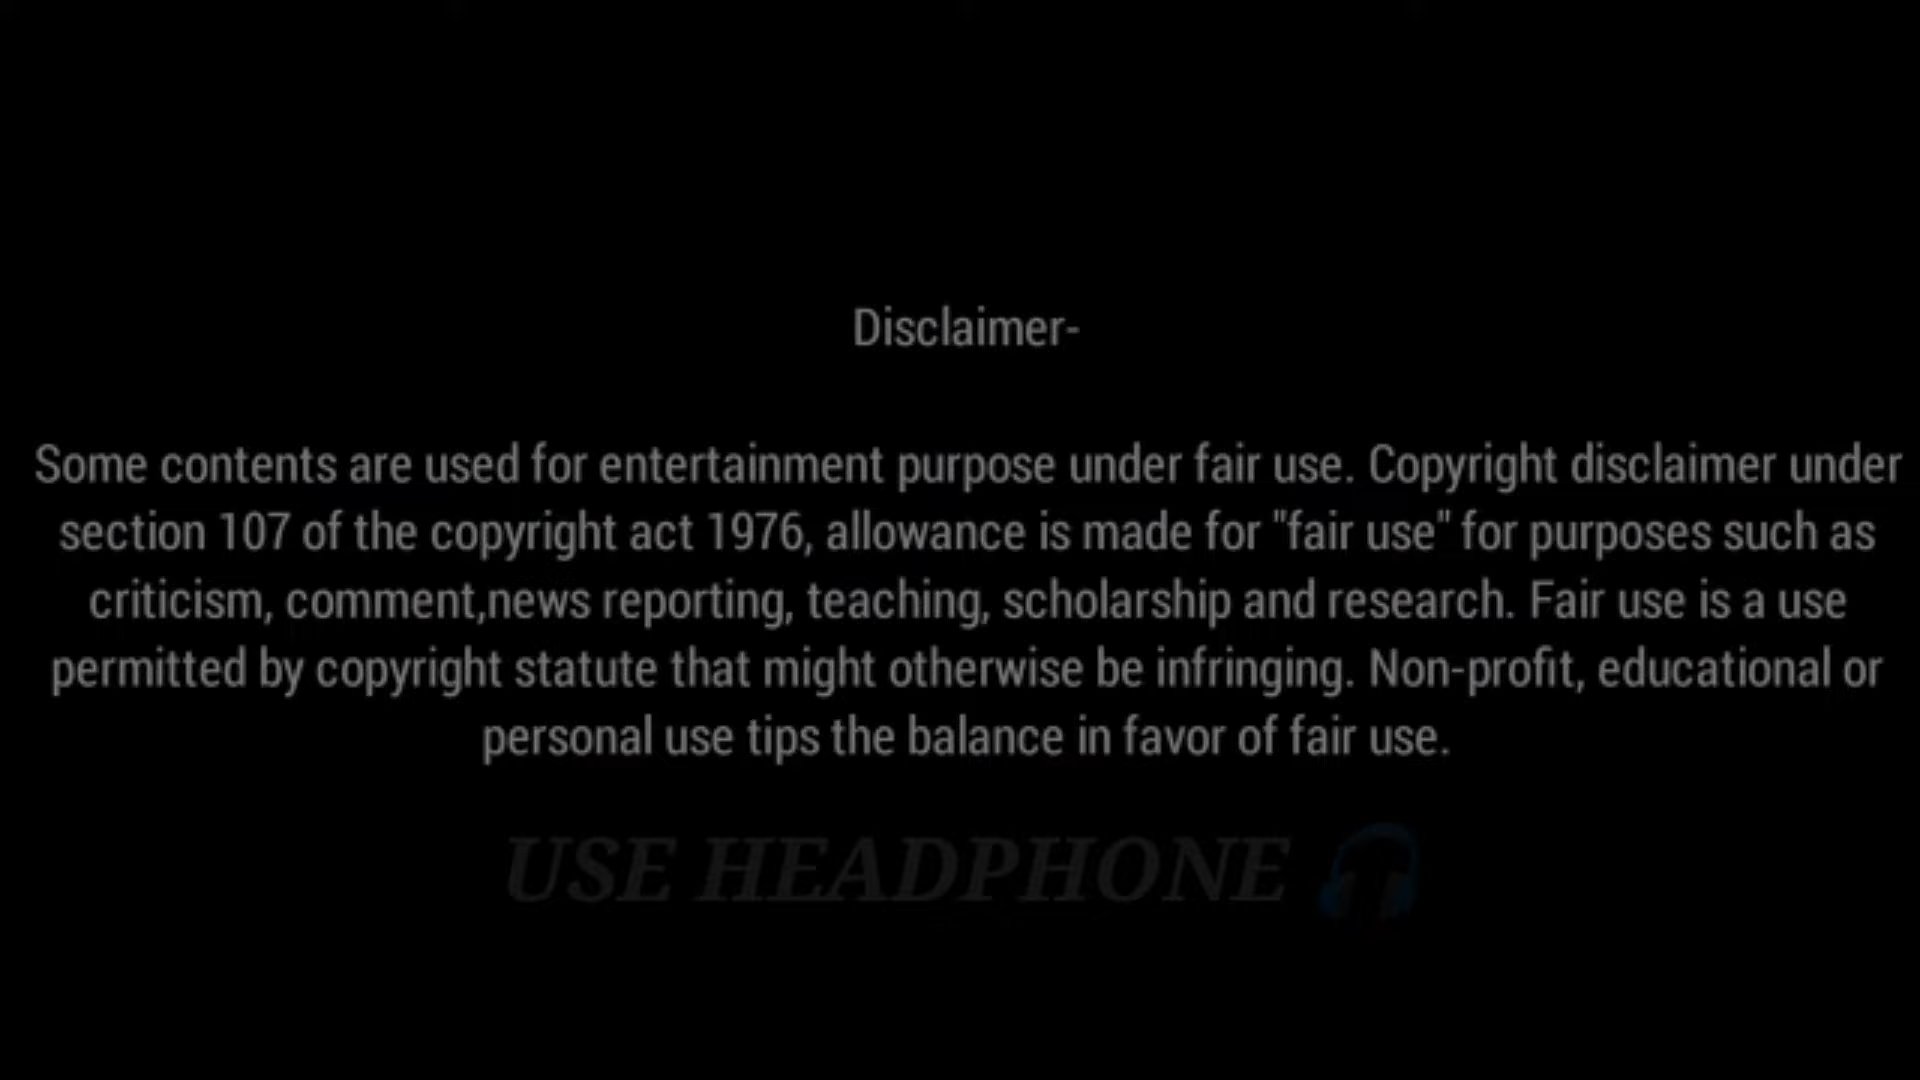 Disclaimer-
Some contents are used for entertainment purpose under fair use. Copyright disclaimer under
section 107 of the copyright act 1976, allowance is made for "fair use" for purposes such as
criticism, comment,news reporting, teaching, scholarship and research. Fair use is a use
permitted by copyright statute that might otherwise be infringing. Non-profit, educational or
personal use tips the balance in favor of fair use.
USE HEADPHONE 🎧